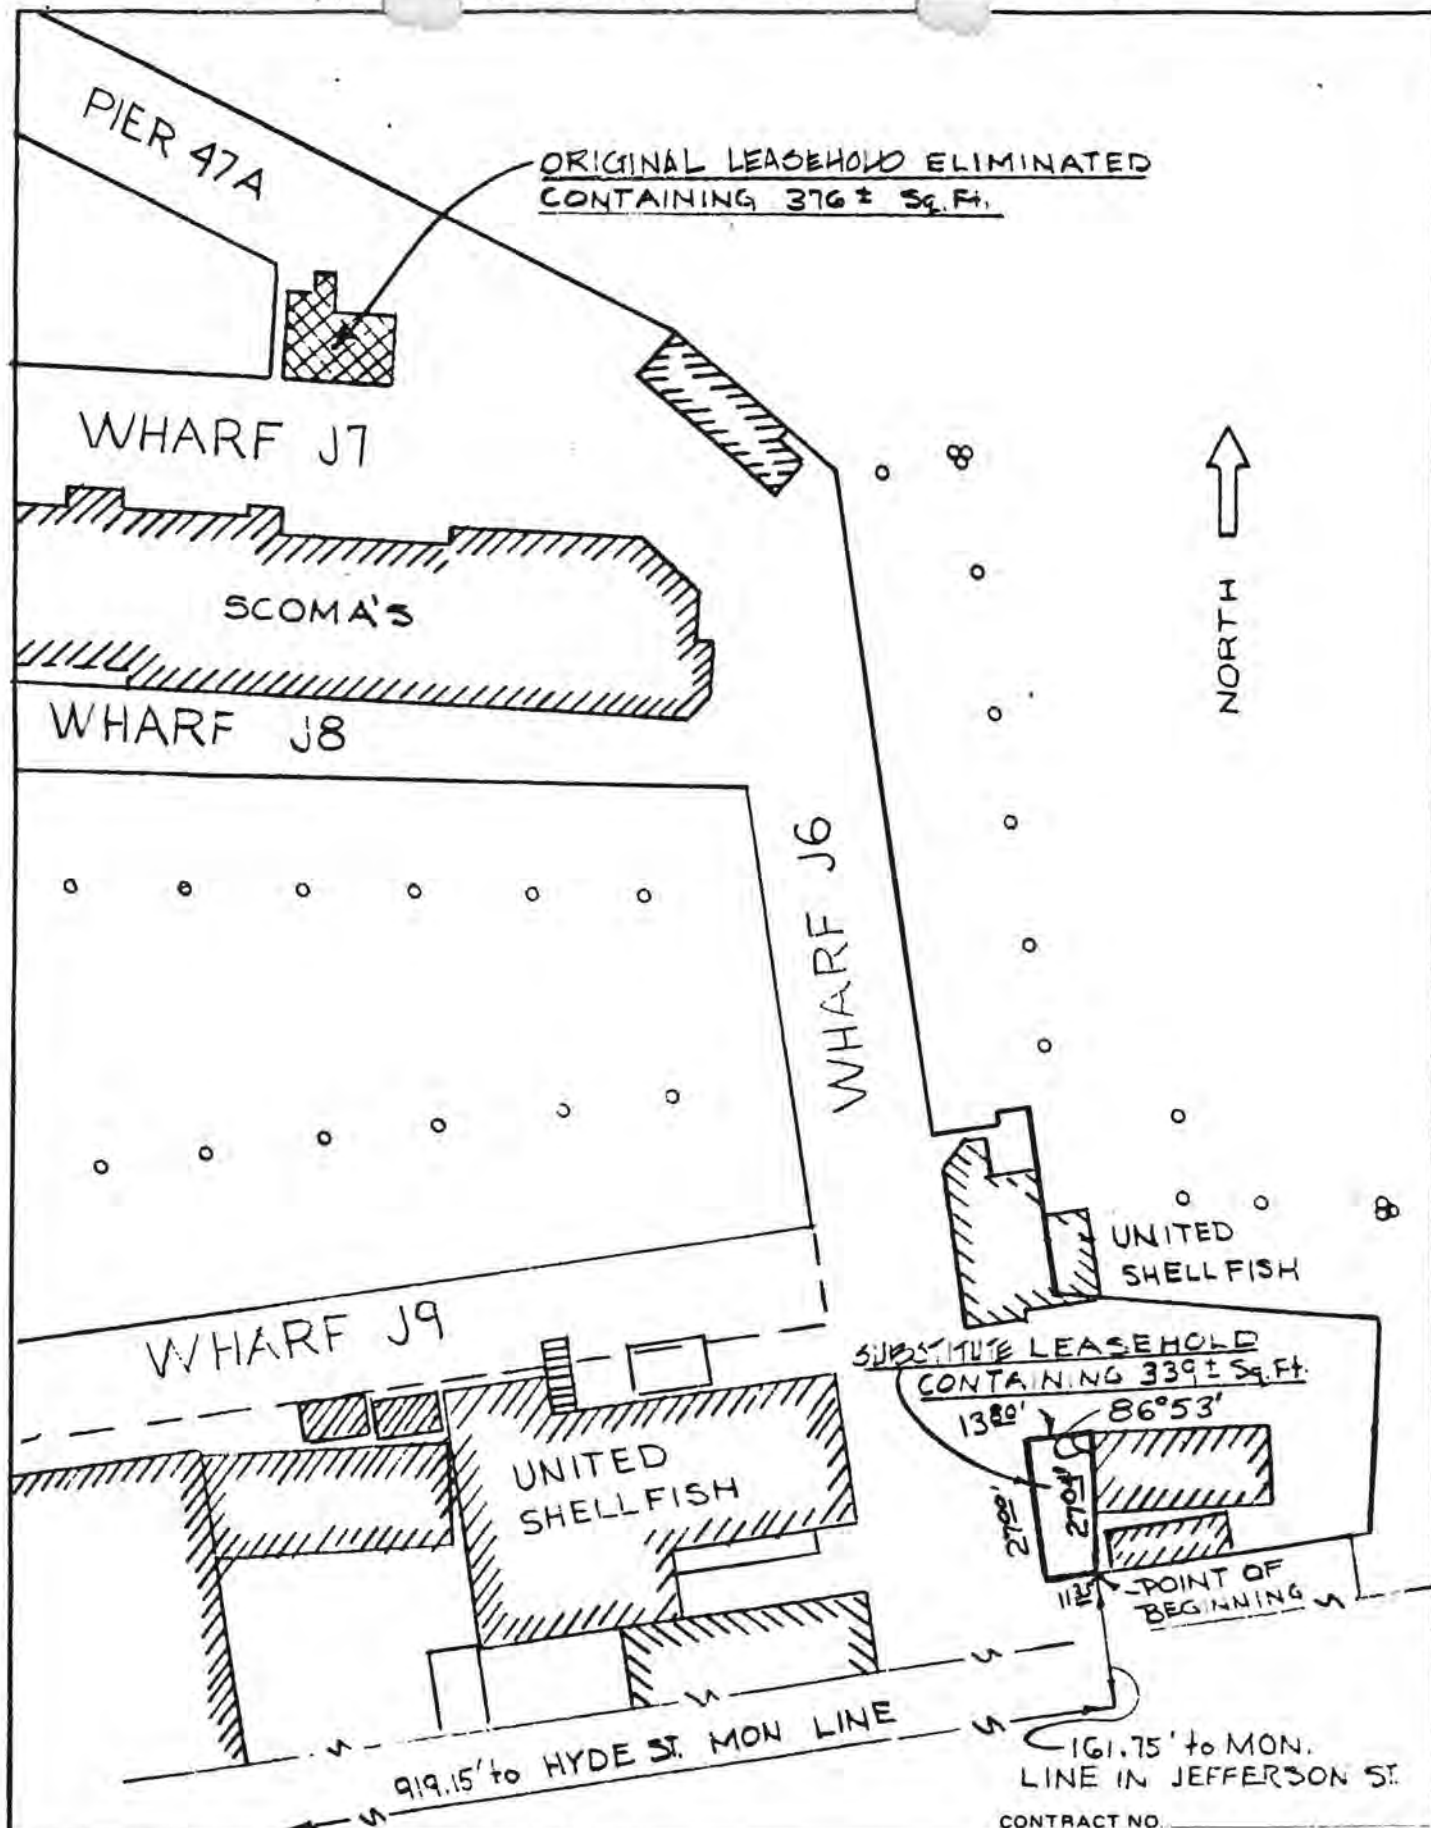 PIER 47A
ORIGINAL LEASEHOLD ELIMINATED
CONTAINING 376 ± Sq. Ft.
WHARF J7
SCOMA'S
NORTH
WHARF J8
WHARF J6
UNITED
SHELLFISH
WHARF J9
SUBSTITUTE LEASEHOLD
CONTAINING 339 ± Sq. Ft.
13 80'
86°53'
UNITED
SHELLFISH
27 00'
POINT OF
BEGINNING
919.15' to HYDE ST. MON LINE
161.75' to MON.
LINE IN JEFFERSON ST.
CONTRACT NO.